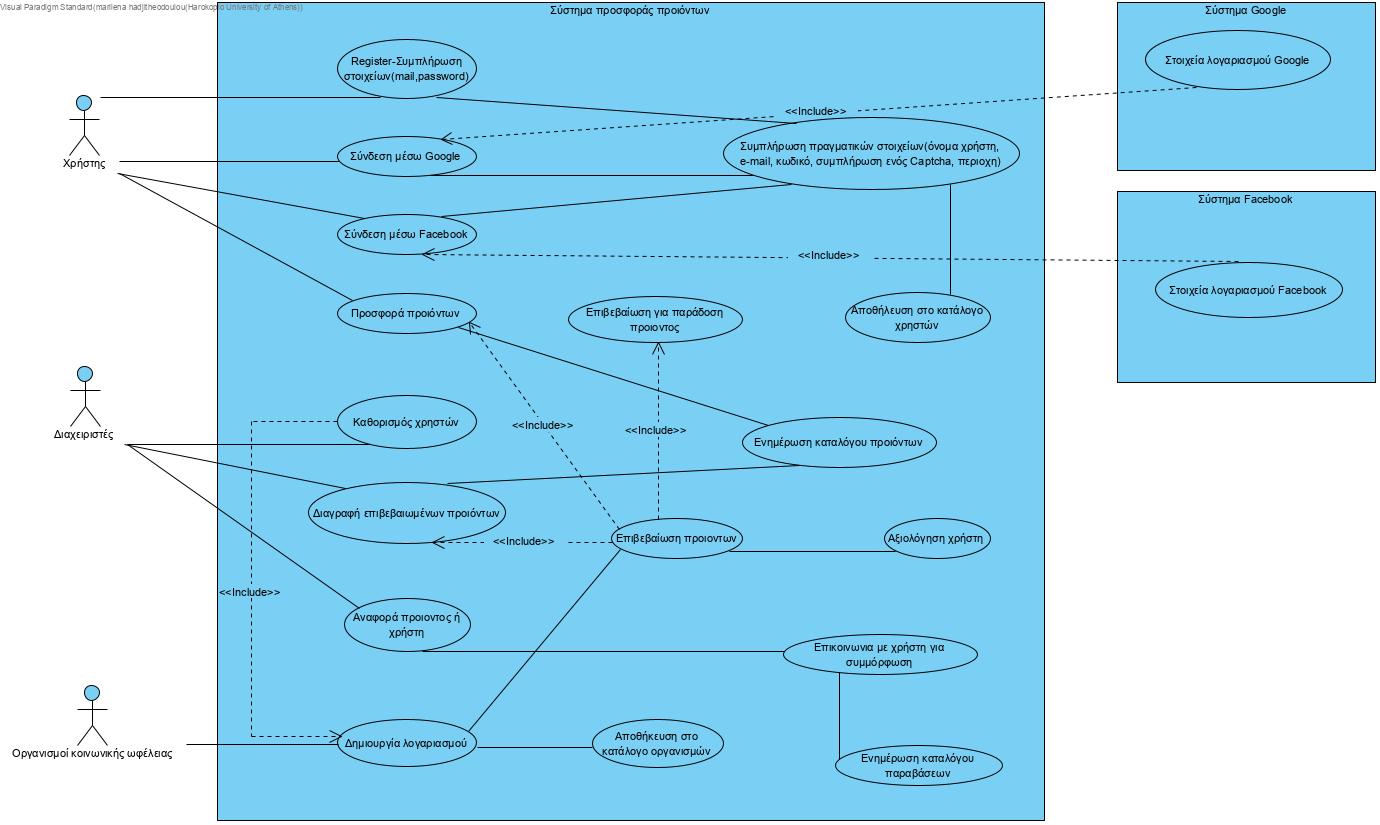 Visual Paradigm Standard(marilena hadjitheodoulou(Harokopio University of Athens))
Σύστημα προσφοράς προιόντων
Σύστημα Google
Register-Συμπλήρωση
στοιχείων(mail,password)
Στοιχεία λογαριασμού Google
<<Include>>
Χρήστης
Σύνδεση μέσω Google
Συμπλήρωση πραγματικών στοιχείων(όνομα χρήστη,
e-mail, κωδικό, συμπλήρωση ενός Captcha, περιοχη)
Σύστημα Facebook
Σύνδεση μέσω Facebook
<<Include>>
Στοιχεία λογαριασμού Facebook
Προσφορά προιόντων
Επιβεβαίωση για παράδοση
προιοντος
Αποθήλευση στο κατάλογο
χρηστών
Διαχειριστές
Καθορισμός χρηστών
<<Include>>
<<Include>>
Ενημέρωση καταλόγου προιόντων
Διαγραφή επιβεβαιωμένων προιόντων
<<Include>>
Επιβεβαίωση προιοντων
Αξιολόγηση χρήστη
<<Include>>
Αναφορά προιοντος ή
χρήστη
Επικοινωνια με χρήστη για
συμμόρφωση
Οργανισμοί κοινωνικής ωφέλειας
Δημιουργία λογαριασμού
Αποθήκευση στο
κατάλογο οργανισμών
Ενημέρωση καταλόγου
παραβάσεων